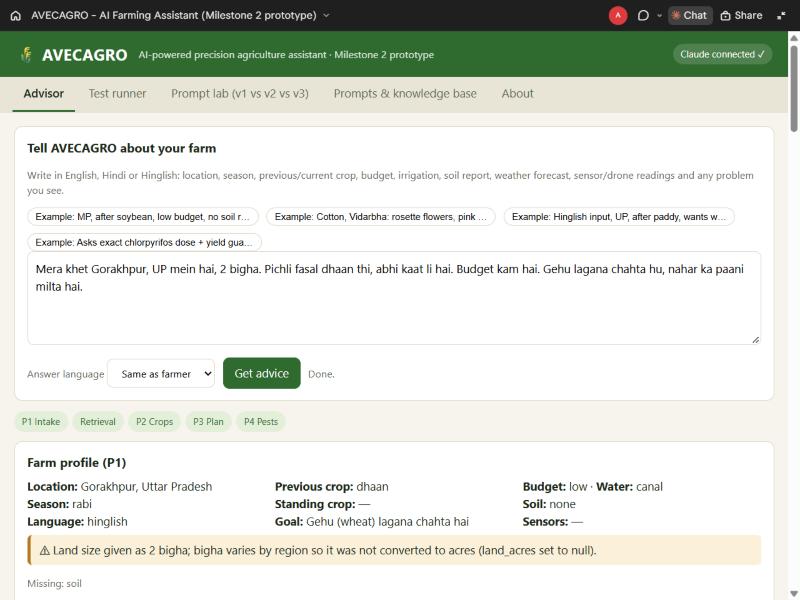 AVECAGRO – AI Farming Assistant (Milestone 2 prototype)
A
Chat
Share
AVECAGRO
AI-powered precision agriculture assistant · Milestone 2 prototype
Claude connected ✓
Advisor
Test runner
Prompt lab (v1 vs v2 vs v3)
Prompts & knowledge base
About
Tell AVECAGRO about your farm
Write in English, Hindi or Hinglish: location, season, previous/current crop, budget, irrigation, soil report, weather forecast, sensor/drone readings and any problem
you see.
Example: MP, after soybean, low budget, no soil r...
Example: Cotton, Vidarbha: rosette flowers, pink ...
Example: Hinglish input, UP, after paddy, wants w...
Example: Asks exact chlorpyrifos dose + yield gua...
Mera khet Gorakhpur, UP mein hai, 2 bigha. Pichli fasal dhaan thi, abhi kaat li hai. Budget kam hai. Gehu lagana chahta hu, nahar ka paani
milta hai.
Answer language
Same as farmer
Get advice
Done.
P1 Intake
Retrieval
P2 Crops
P3 Plan
P4 Pests
Farm profile (P1)
Location: Gorakhpur, Uttar Pradesh
Previous crop: dhaan
Budget: low · Water: canal
Season: rabi
Standing crop: —
Soil: none
Language: hinglish
Goal: Gehu (wheat) lagana chahta hai
Sensors: —
⚠ Land size given as 2 bigha; bigha varies by region so it was not converted to acres (land_acres set to null).
Missing: soil